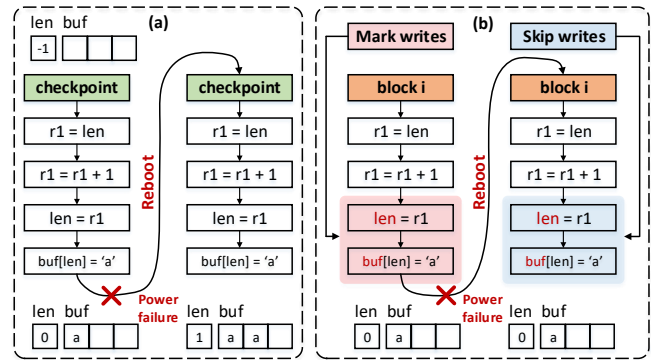 len buf
(a)
-1
checkpoint
r1 = len
r1 = r1 + 1
len = r1
buf[len] = ‘a’
Reboot
Power
failure
checkpoint
r1 = len
r1 = r1 + 1
len = r1
buf[len] = ‘a’
len buf
0 a
len buf
1 a a
(b)
Mark writes
Skip writes
block i
r1 = len
r1 = r1 + 1
len = r1
buf[len] = ‘a’
Reboot
Power
failure
block i
r1 = len
r1 = r1 + 1
len = r1
buf[len] = ‘a’
len buf
0 a
len buf
0 a